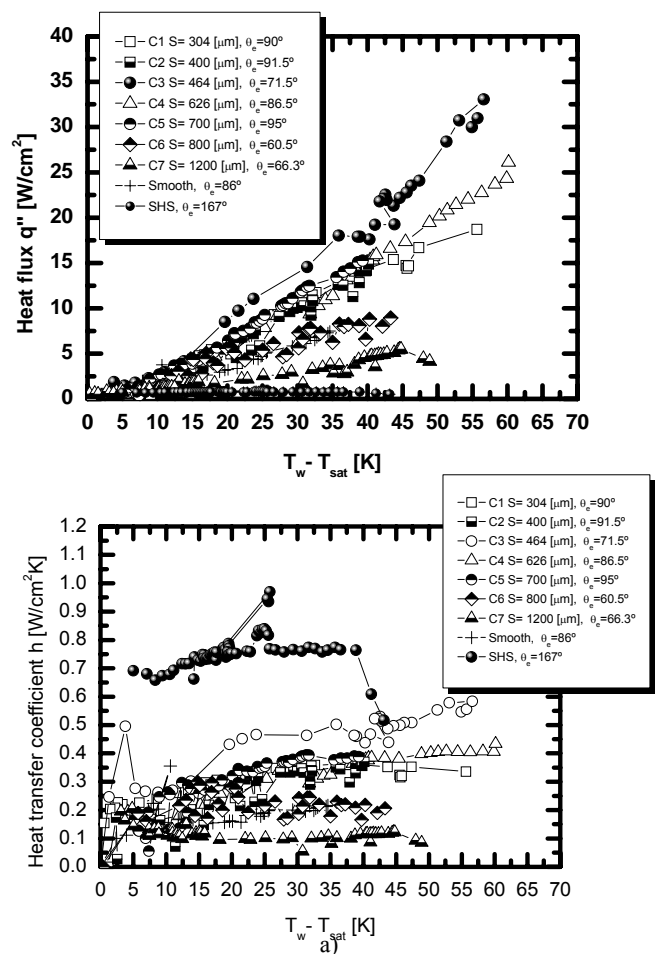 C1 S= 304 [μm], θe=90º
C2 S= 400 [μm], θe=91.5º
C3 S= 464 [μm], θe=71.5º
C4 S= 626 [μm], θe=86.5º
C5 S= 700 [μm], θe=95º
C6 S= 800 [μm], θe=60.5º
C7 S= 1200 [μm], θe=66.3º
Smooth, θe=86º
SHS, θe=167º
Heat flux q" [W/cm²]
40
35
30
25
20
15
10
5
0
0 5 10 15 20 25 30 35 40 45 50 55 60 65 70
Tw- Tsat [K]
C1 S= 304 [μm], θe=90º
C2 S= 400 [μm], θe=91.5º
C3 S= 464 [μm], θe=71.5º
C4 S= 626 [μm], θe=86.5º
C5 S= 700 [μm], θe=95º
C6 S= 800 [μm], θe=60.5º
C7 S= 1200 [μm], θe=66.3º
Smooth, θe=86º
SHS, θe=167º
Heat transfer coefficient h [W/cm²K]
1.2
1.1
1.0
0.9
0.8
0.7
0.6
0.5
0.4
0.3
0.2
0.1
0.0
0 5 10 15 20 25 30 35 40 45 50 55 60 65 70
Tw- Tsat [K]
a)